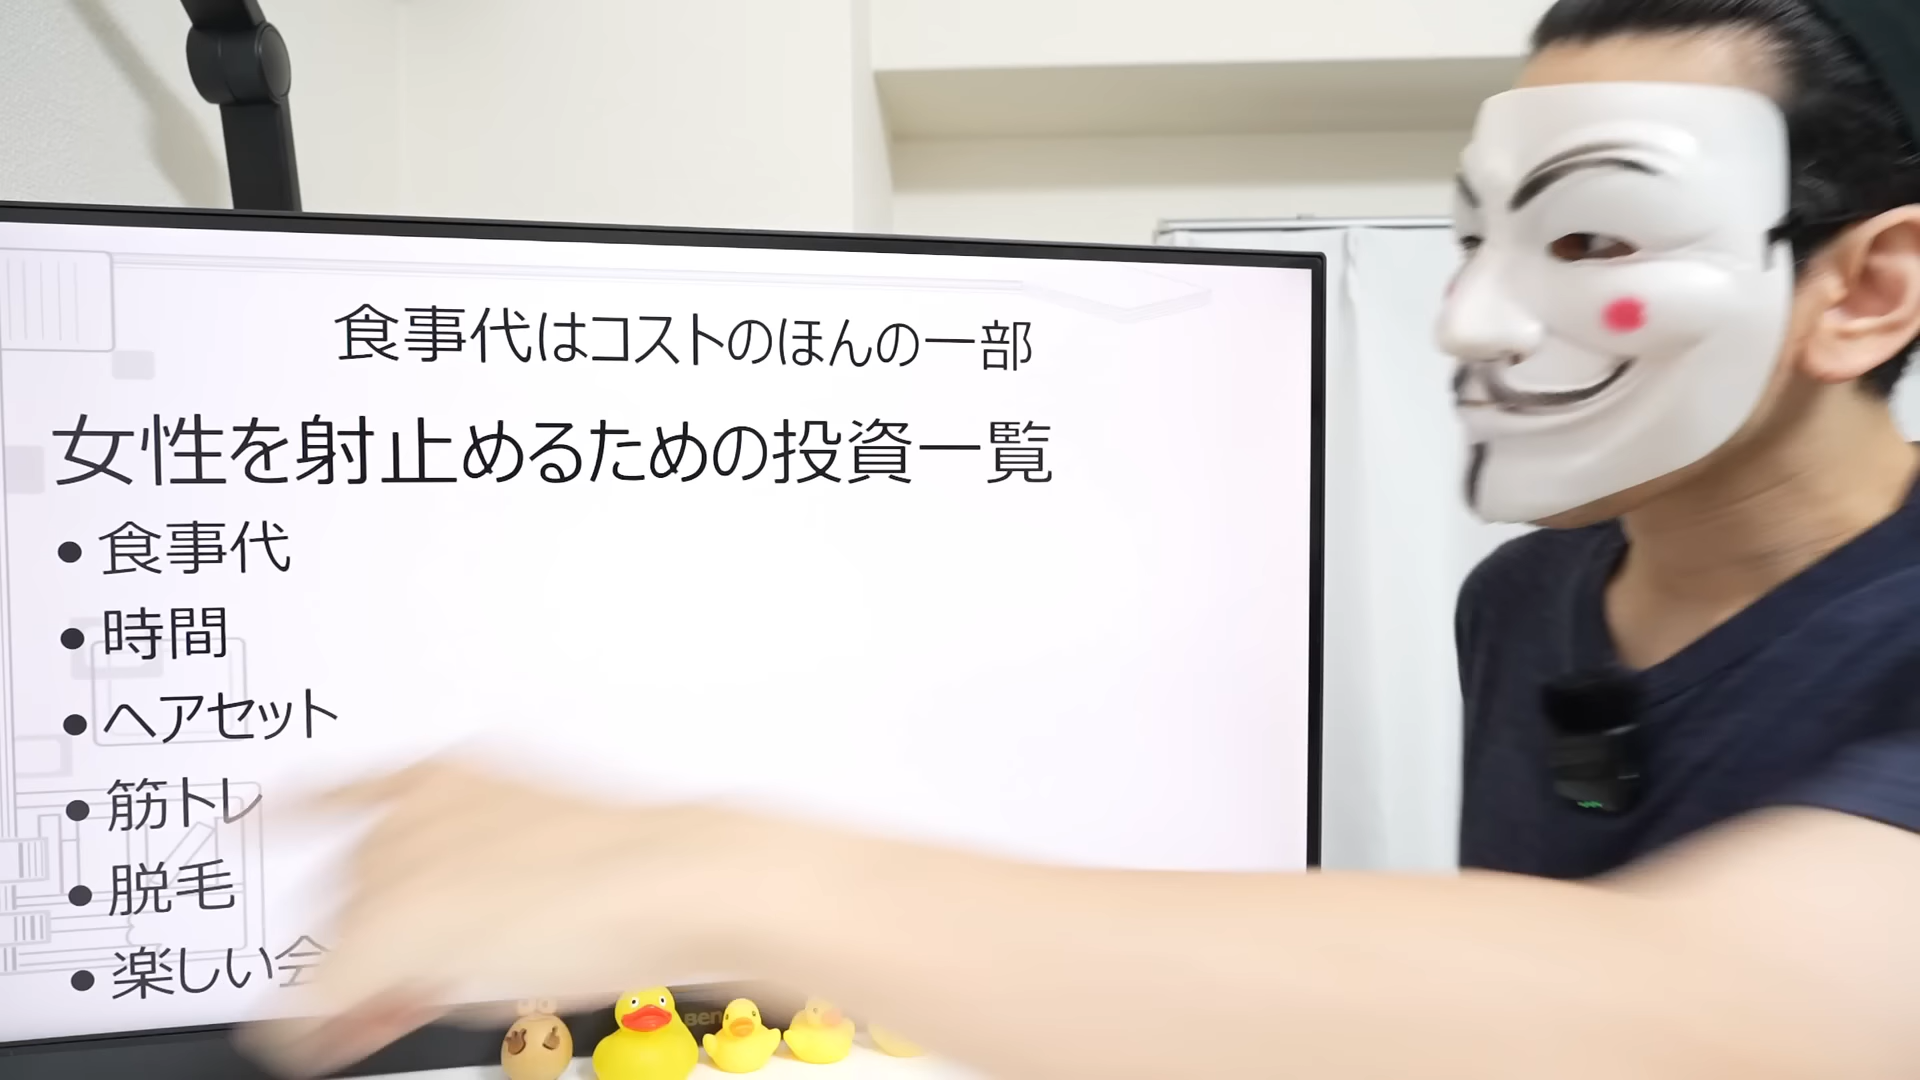 食事代はコストのほんの一部
女性を射止めるための投資一覧
• 食事代
• 時間
• ヘアセット
• 筋トレ
• 脱毛
• 楽しい会
Ben